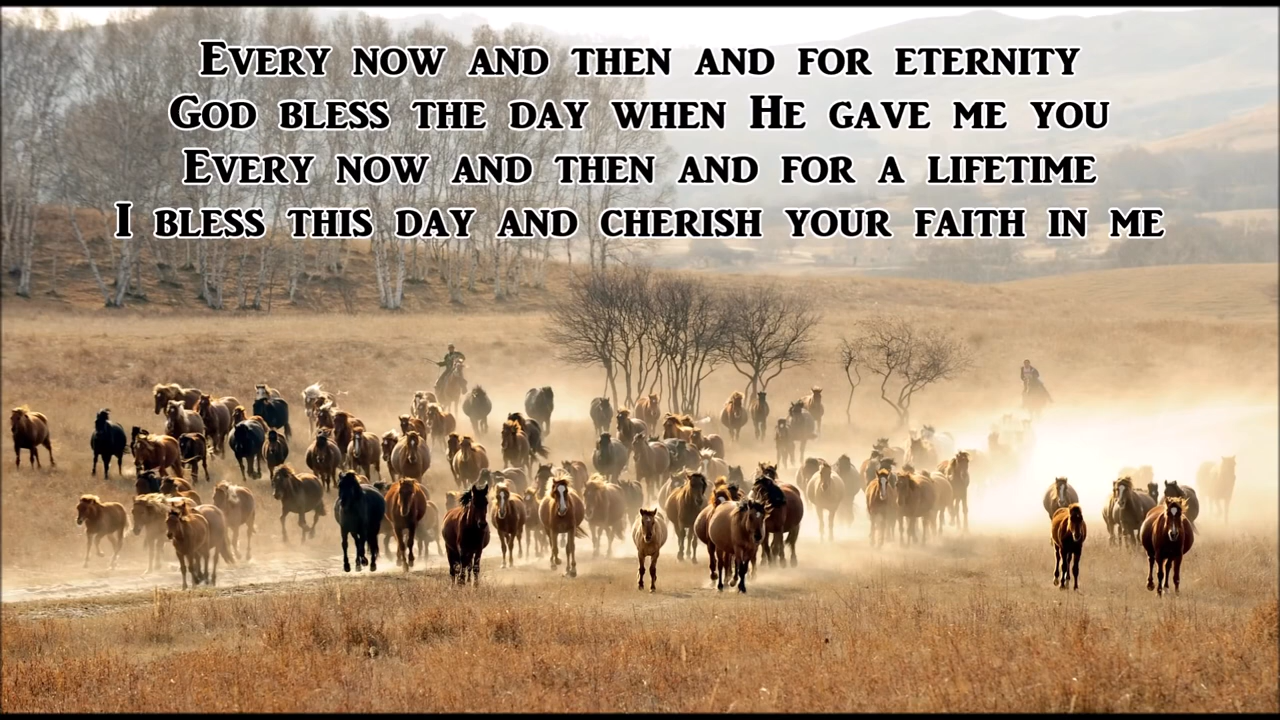 Every now and then and for eternity
God bless the day when He gave me you
Every now and then and for a lifetime
I bless this day and cherish your faith in me